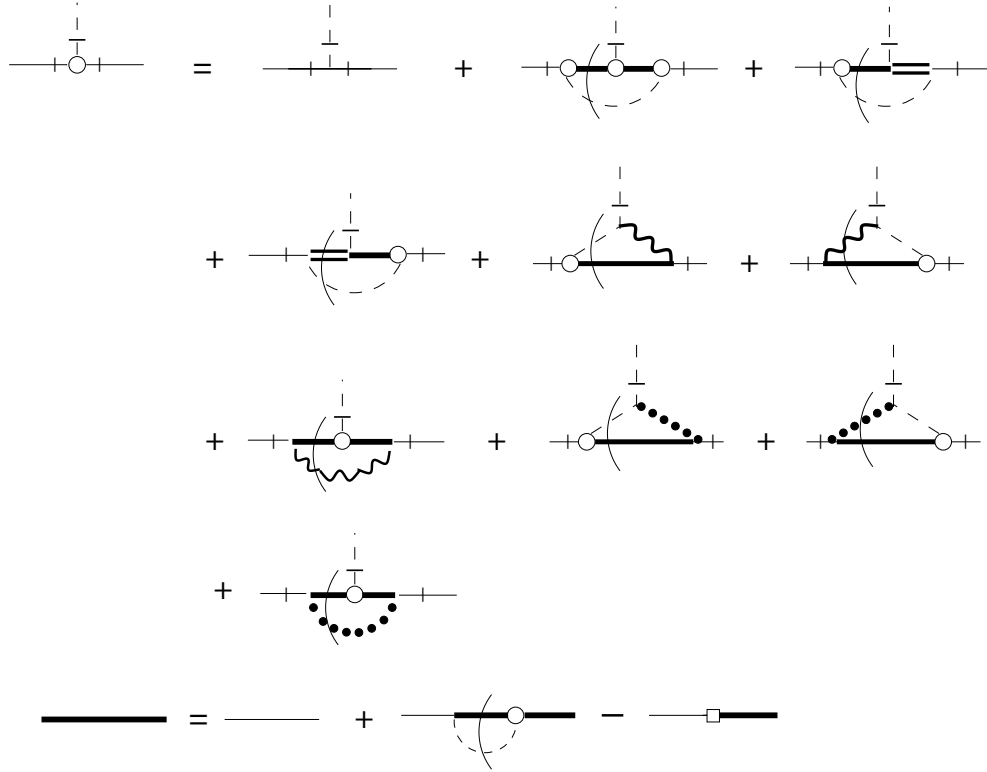 = + +
+ + +
+ + +
+
= + −